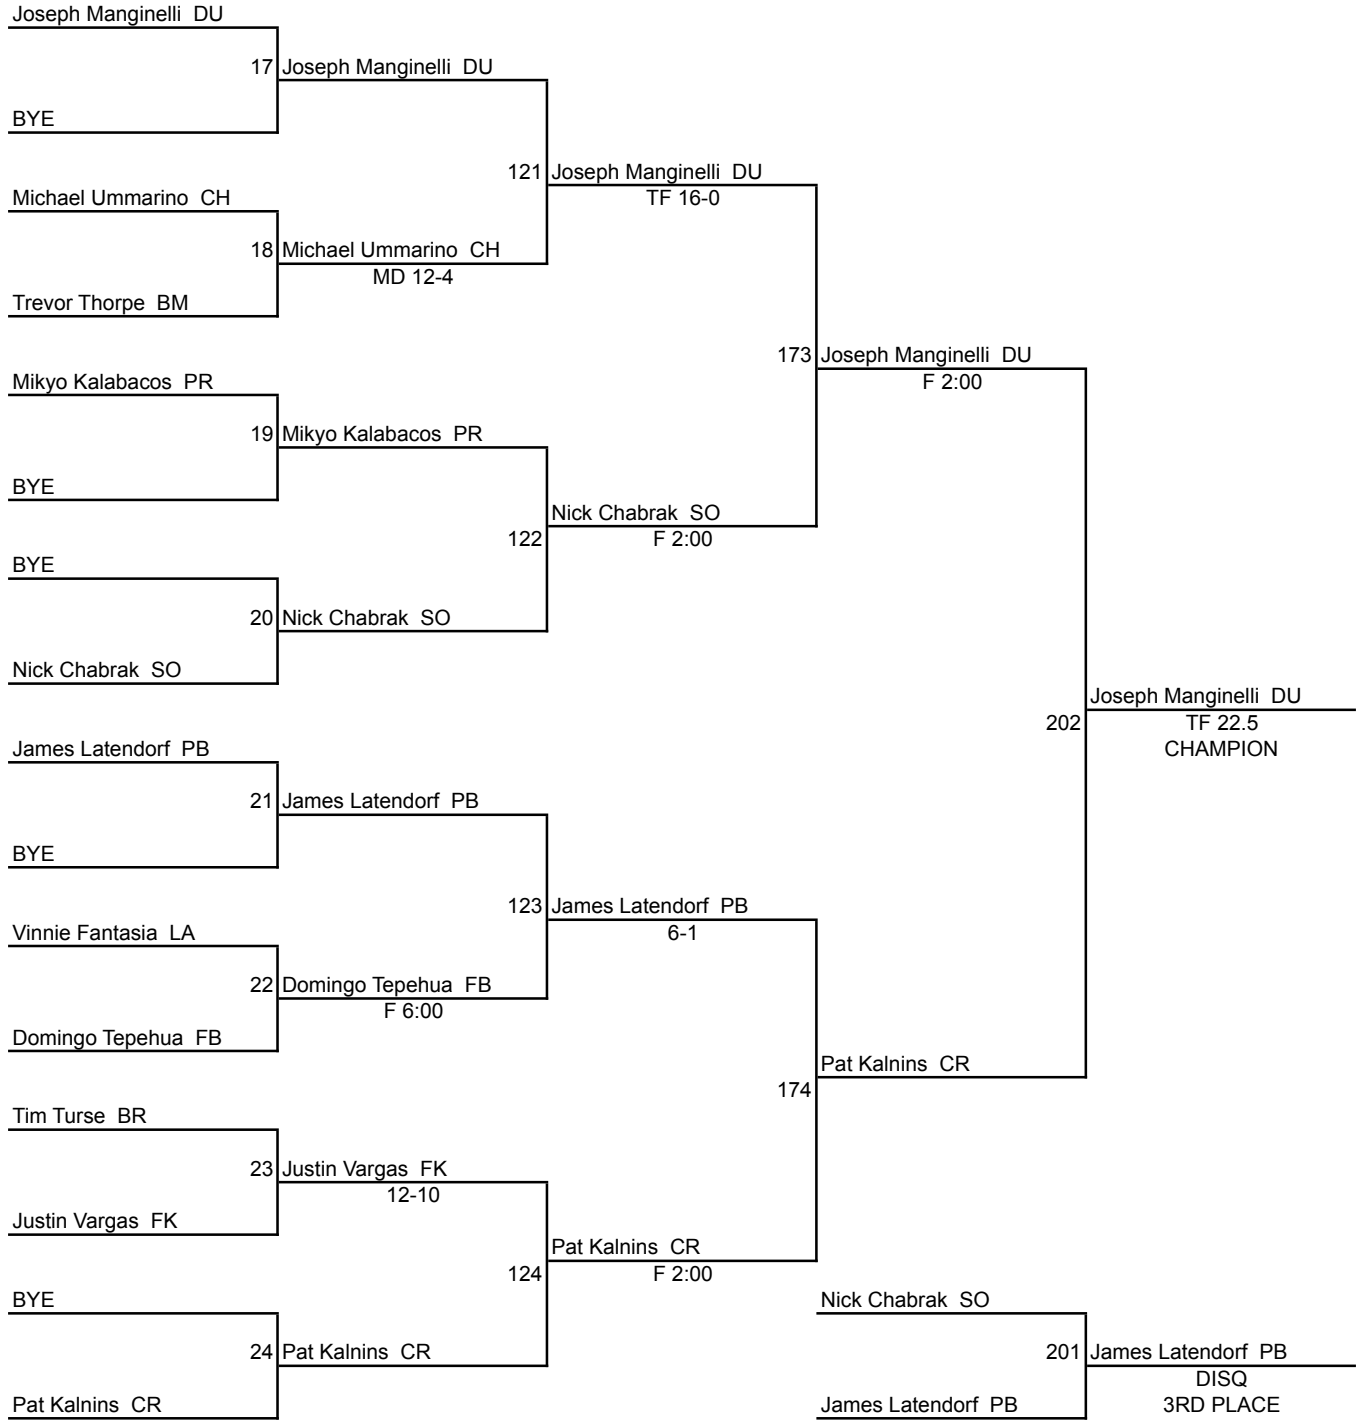 Joseph Manginelli DU
17 Joseph Manginelli DU
BYE
121 Joseph Manginelli DU
TF 16-0
Michael Ummarino CH
18 Michael Ummarino CH
MD 12-4
Trevor Thorpe BM
173 Joseph Manginelli DU
F 2:00
Mikyo Kalabacos PR
19 Mikyo Kalabacos PR
BYE
Nick Chabrak SO
122
F 2:00
BYE
20 Nick Chabrak SO
Nick Chabrak SO
Joseph Manginelli DU
202
TF 22.5
CHAMPION
James Latendorf PB
21 James Latendorf PB
BYE
123 James Latendorf PB
6-1
Vinnie Fantasia LA
22 Domingo Tepehua FB
F 6:00
Domingo Tepehua FB
Pat Kalnins CR
174
Tim Turse BR
23 Justin Vargas FK
12-10
Justin Vargas FK
Pat Kalnins CR
124
F 2:00
BYE
Nick Chabrak SO
24 Pat Kalnins CR
201 James Latendorf PB
DISQ
3RD PLACE
Pat Kalnins CR
James Latendorf PB